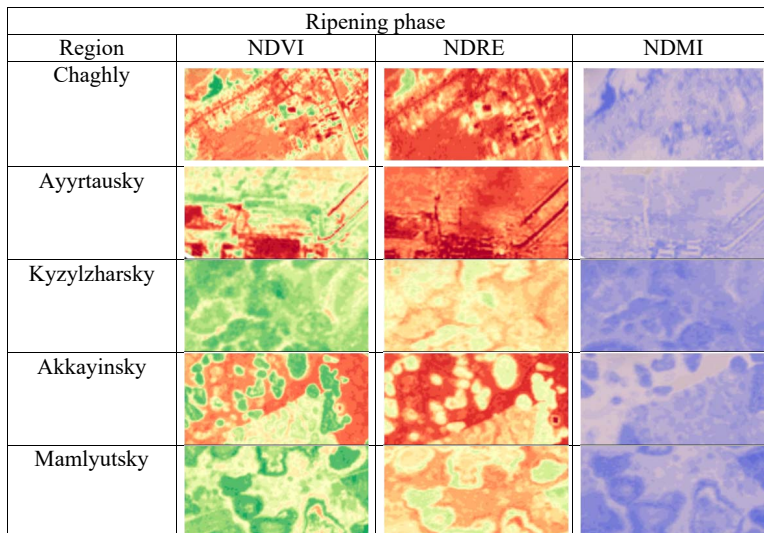 Ripening phase
Region NDVI NDRE NDMI
Chaghly
Ayyrtausky
Kyzylzharsky
Akkayinsky
Mamlyutsky